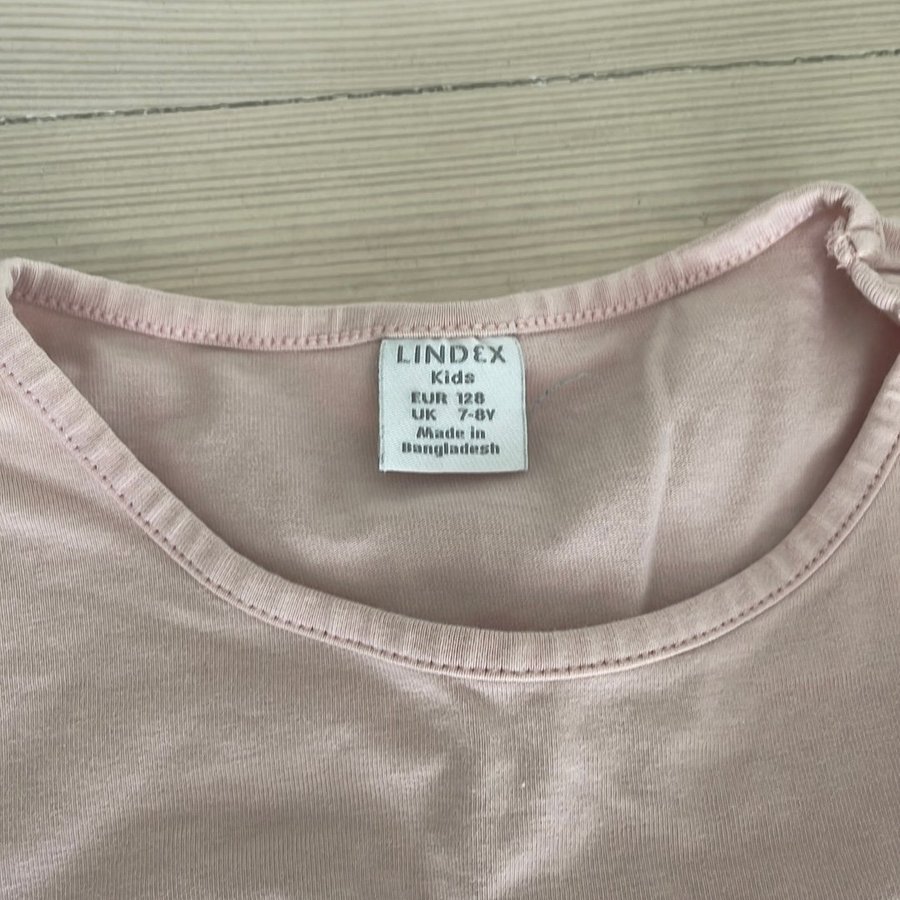 LINDEX
Kids
EUR 128
UK 7-8Y
Made in
Bangladesh